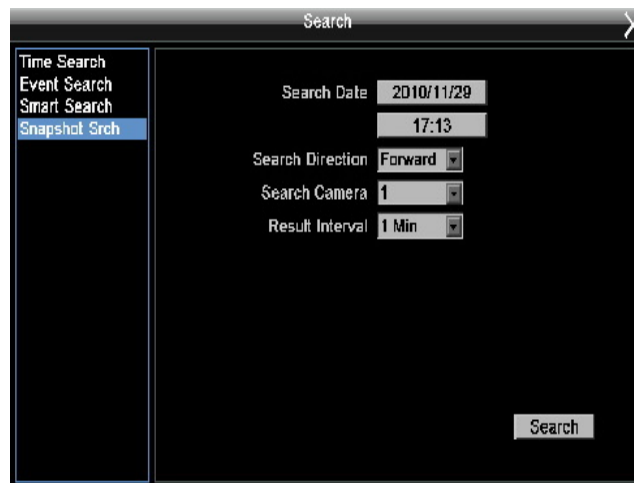 Search
Time Search
Event Search
Smart Search
Snapshot Srch
Search Date 2010/11/29
17:13
Search Direction Forward
Search Camera 1
Result Interval 1 Min
Search